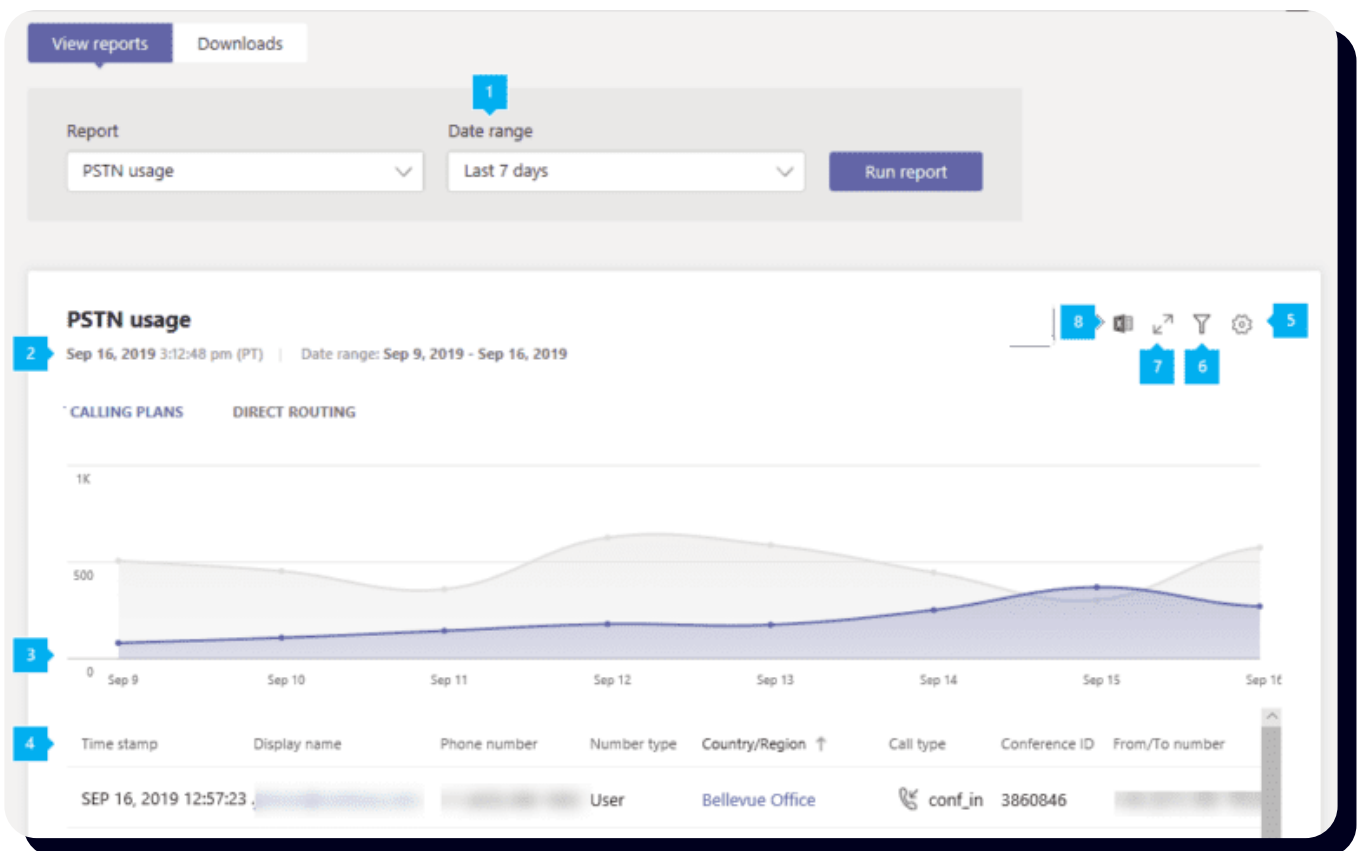 View reports Downloads
1
Report Date range
PSTN usage Last 7 days Run report
PSTN usage
8 5
2 Sep 16, 2019 3:12:48 pm (PT) | Date range: Sep 9, 2019 - Sep 16, 2019
7 6
CALLING PLANS DIRECT ROUTING
1K
500
3
0 Sep 9 Sep 10 Sep 11 Sep 12 Sep 13 Sep 14 Sep 15 Sep 16
4 Time stamp Display name Phone number Number type Country/Region ↑ Call type Conference ID From/To number
SEP 16, 2019 12:57:23 User Bellevue Office conf_in 3860846